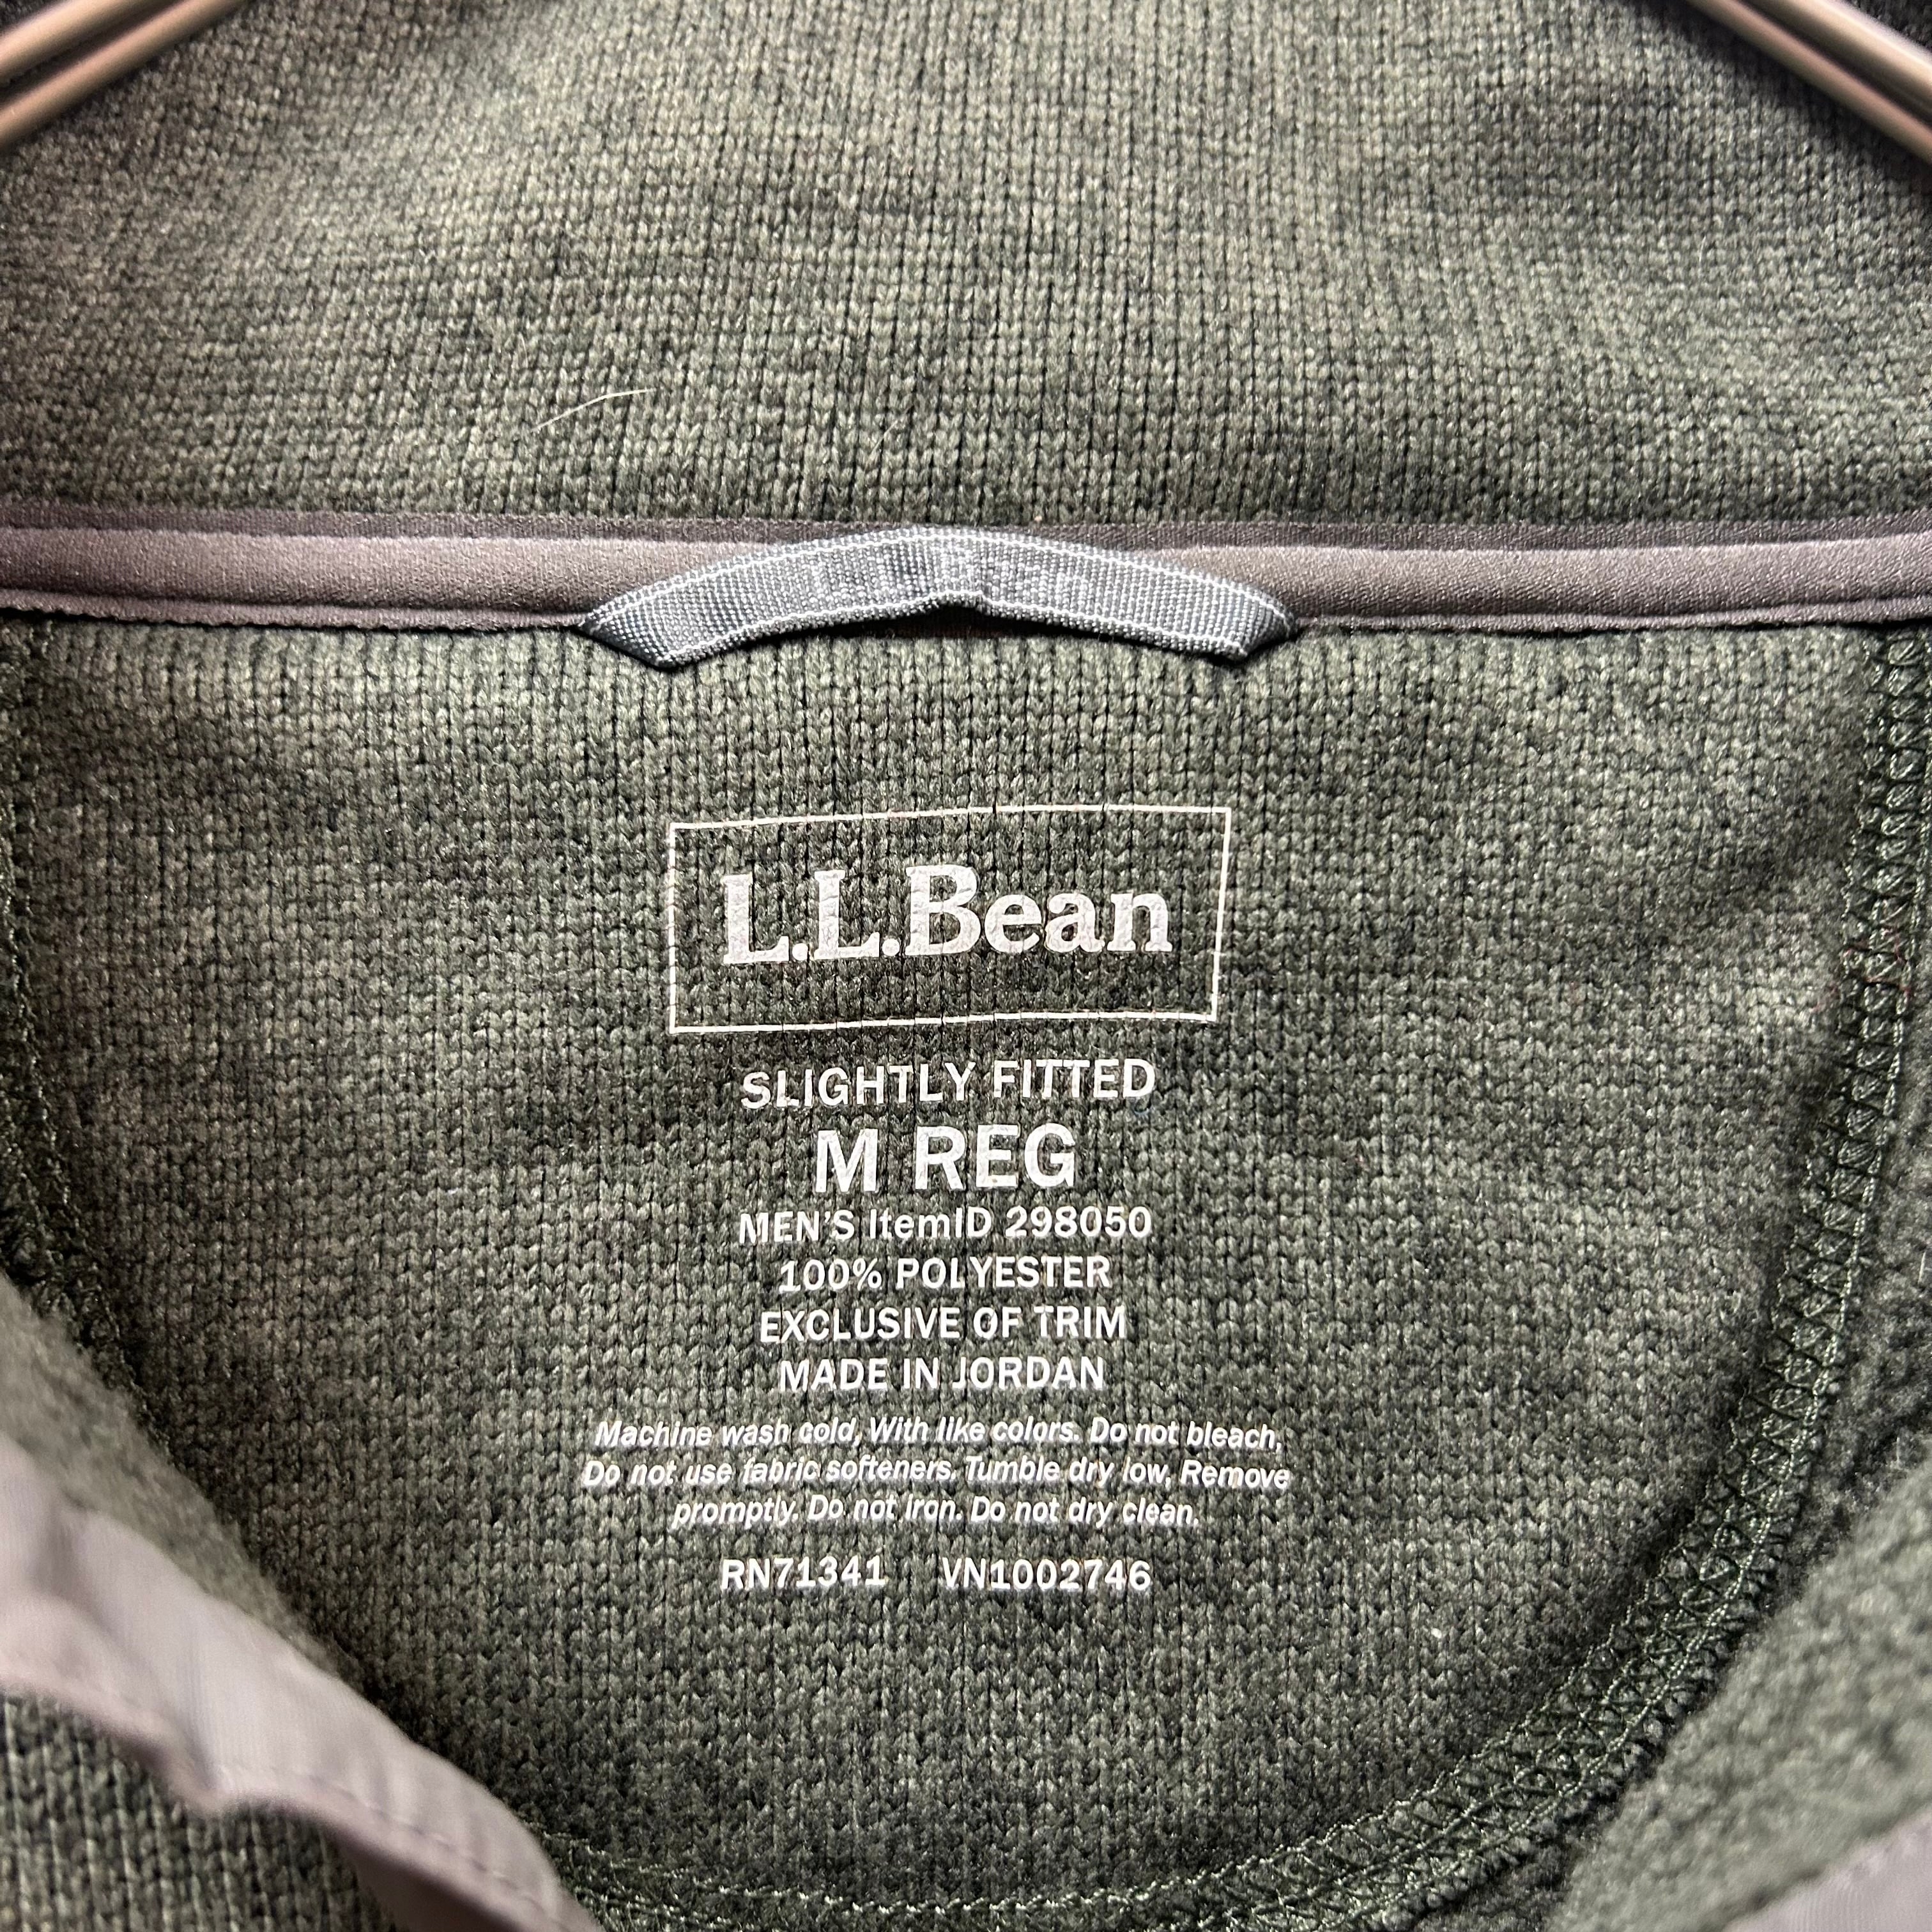 L.L.Bean
SLIGHTLY FITTED
M REG
MEN'S ItemID 298050
100% POLYESTER
EXCLUSIVE OF TRIM
MADE IN JORDAN
Machine wash cold, With like colors. Do not bleach,
Do not use fabric softeners, Tumble dry low, Remove
promptly. Do not iron. Do not dry clean.
RN71341 VN1002746